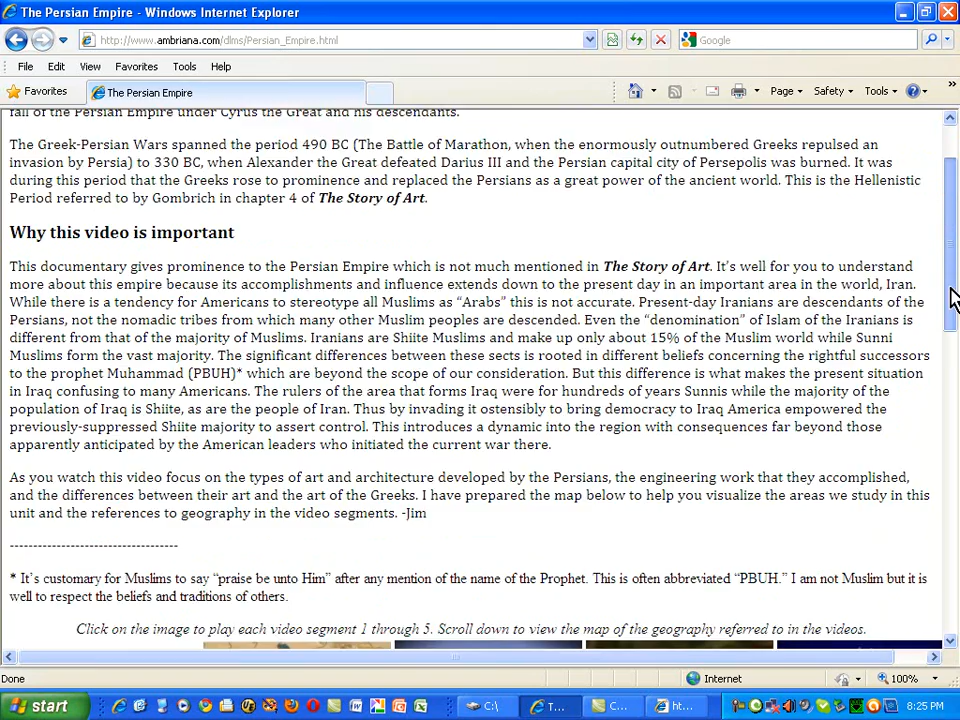 The Persian Empire - Windows Internet Explorer
http://www.ambriana.com/dlms/Persian_Empire.html
Google
File Edit View Favorites Tools Help
Favorites The Persian Empire Page Safety Tools
fall of the Persian Empire under Cyrus the Great and his descendants.
The Greek-Persian Wars spanned the period 490 BC (The Battle of Marathon, when the enormously outnumbered Greeks repulsed an
invasion by Persia) to 330 BC, when Alexander the Great defeated Darius III and the Persian capital city of Persepolis was burned. It was
during this period that the Greeks rose to prominence and replaced the Persians as a great power of the ancient world. This is the Hellenistic
Period referred to by Gombrich in chapter 4 of The Story of Art.
Why this video is important
This documentary gives prominence to the Persian Empire which is not much mentioned in The Story of Art. It's well for you to understand
more about this empire because its accomplishments and influence extends down to the present day in an important area in the world, Iran.
While there is a tendency for Americans to stereotype all Muslims as “Arabs” this is not accurate. Present-day Iranians are descendants of the
Persians, not the nomadic tribes from which many other Muslim peoples are descended. Even the “denomination” of Islam of the Iranians is
different from that of the majority of Muslims. Iranians are Shiite Muslims and make up only about 15% of the Muslim world while Sunni
Muslims form the vast majority. The significant differences between these sects is rooted in different beliefs concerning the rightful successors
to the prophet Muhammad (PBUH)* which are beyond the scope of our consideration. But this difference is what makes the present situation
in Iraq confusing to many Americans. The rulers of the area that forms Iraq were for hundreds of years Sunnis while the majority of the
population of Iraq is Shiite, as are the people of Iran. Thus by invading it ostensibly to bring democracy to Iraq America empowered the
previously-suppressed Shiite majority to assert control. This introduces a dynamic into the region with consequences far beyond those
apparently anticipated by the American leaders who initiated the current war there.
As you watch this video focus on the types of art and architecture developed by the Persians, the engineering work that they accomplished,
and the differences between their art and the art of the Greeks. I have prepared the map below to help you visualize the areas we study in this
unit and the references to geography in the video segments. -Jim
------------------------------------
* It's customary for Muslims to say “praise be unto Him” after any mention of the name of the Prophet. This is often abbreviated “PBUH.” I am not Muslim but it is
well to respect the beliefs and traditions of others.
Click on the image to play each video segment 1 through 5. Scroll down to view the map of the geography referred to in the videos.
Done Internet 100%
start C:\ T... C... ht... 8:25 PM